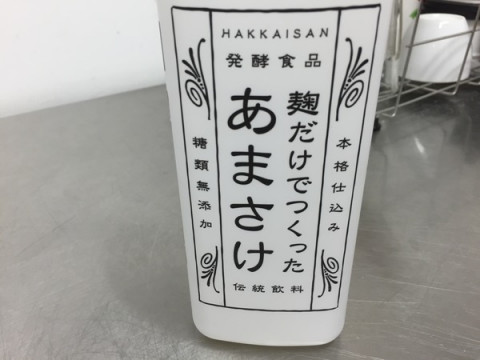 HAKKAISAN
発酵食品
本格仕込み
麹だけでつくった
あまさけ
糖類無添加
伝統飲料